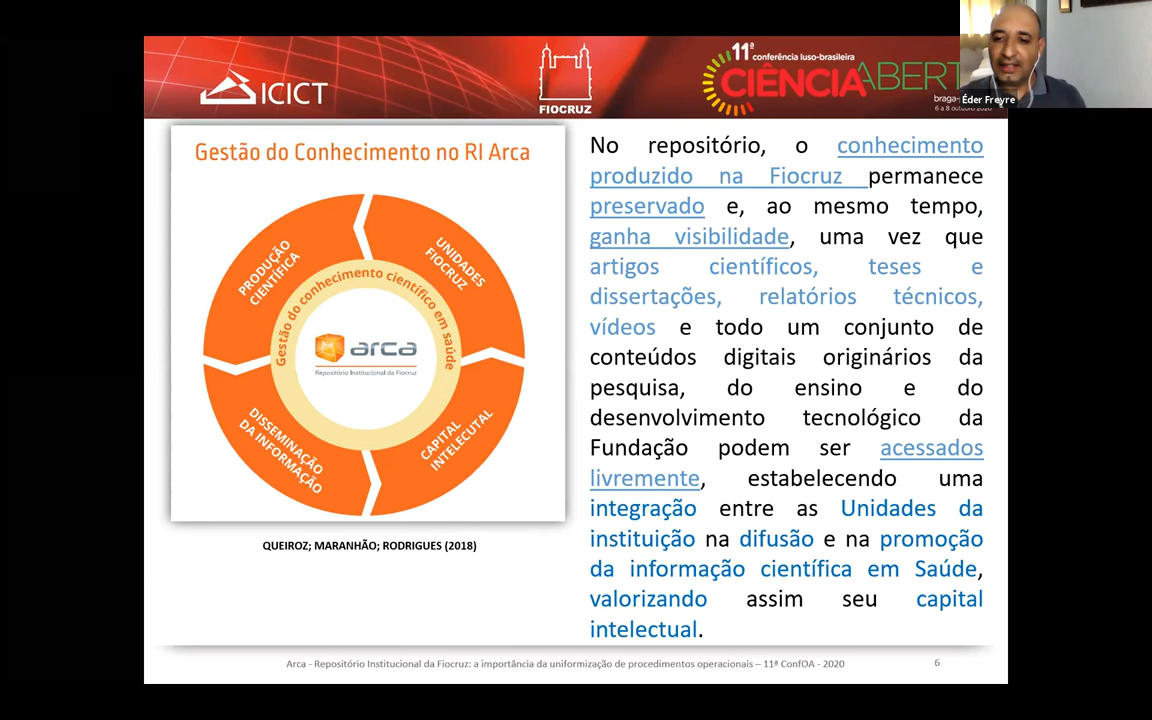 ICICT
FIOCRUZ
11ª conferência luso-brasileira
CIÊNCIA ABERT
braga-
6 a 8 outubro 2020
Éder Freyre
Gestão do Conhecimento no RI Arca
PRODUÇÃO
CIENTÍFICA
UNIDADES
FIOCRUZ
Gestão do conhecimento científico em saúde
arca
Repositório Institucional da Fiocruz
DISSEMINAÇÃO
DA INFORMAÇÃO
CAPITAL
INTELECUTAL
QUEIROZ; MARANHÃO; RODRIGUES (2018)
No repositório, o conhecimento
produzido na Fiocruz permanece
preservado e, ao mesmo tempo,
ganha visibilidade, uma vez que
artigos científicos, teses e
dissertações, relatórios técnicos,
vídeos e todo um conjunto de
conteúdos digitais originários da
pesquisa, do ensino e do
desenvolvimento tecnológico da
Fundação podem ser acessados
livremente, estabelecendo uma
integração entre as Unidades da
instituição na difusão e na promoção
da informação científica em Saúde,
valorizando assim seu capital
intelectual.
Arca - Repositório Institucional da Fiocruz: a importância da uniformização de procedimentos operacionais – 11ª ConfOA - 2020
6